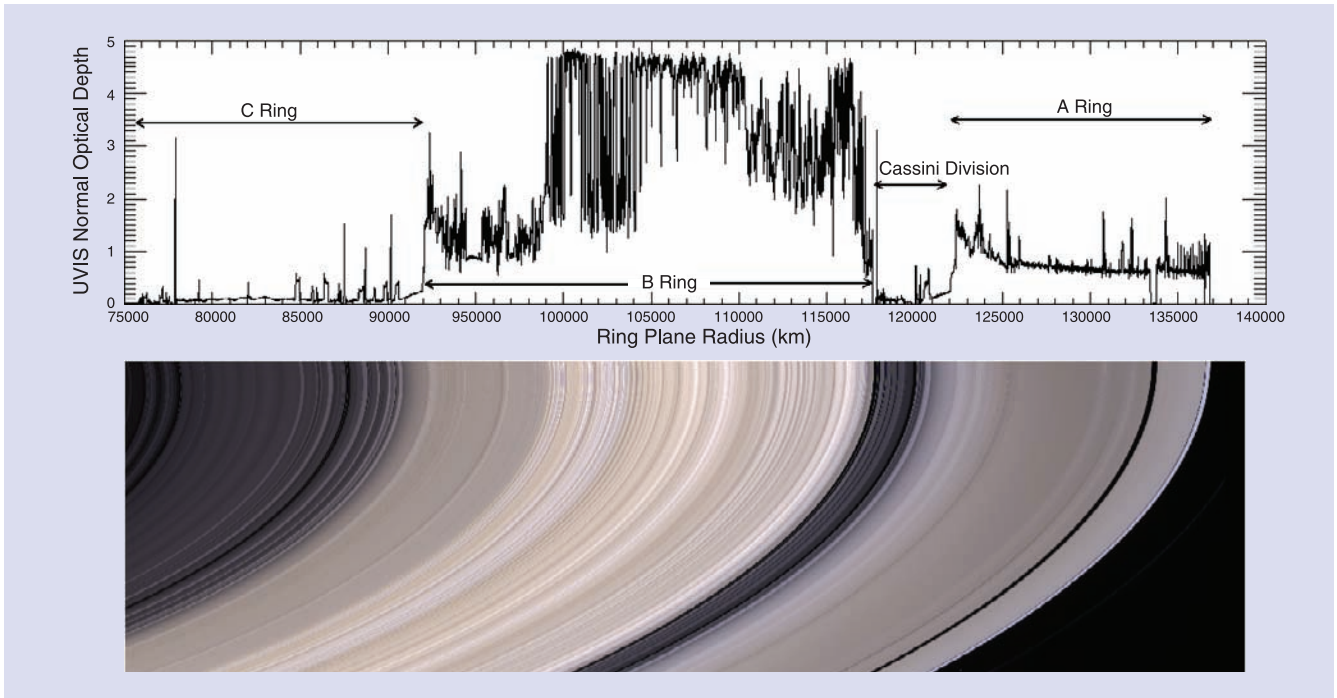 5
4
3
2
1
0
UVIS Normal Optical Depth
C Ring
A Ring
Cassini Division
B Ring
75000 80000 85000 90000 950000 100000 105000 110000 115000 120000 125000 130000 135000 140000
Ring Plane Radius (km)